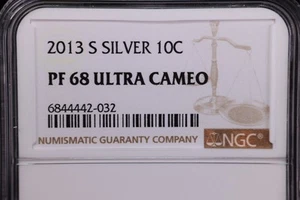 2013 S SILVER 10C
PF 68 ULTRA CAMEO
6844442-032
NUMISMATIC GUARANTY COMPANY NGC